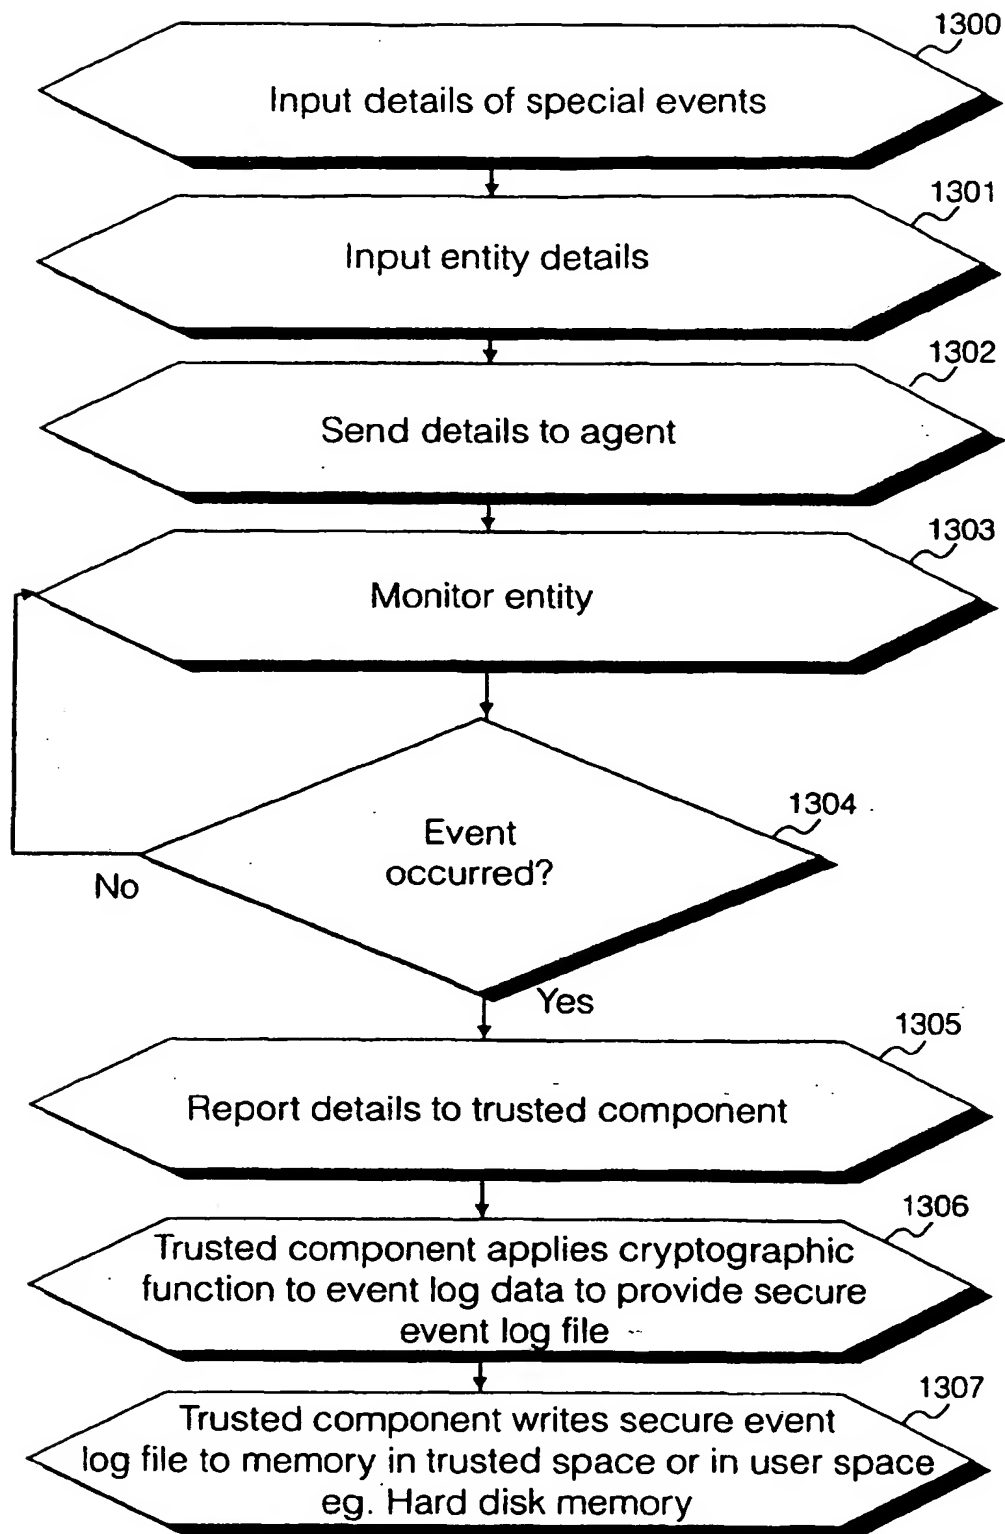 1300
Input details of special events
1301
Input entity details
1302
Send details to agent
1303
Monitor entity
1304
Event
occurred?
No
Yes
1305
Report details to trusted component
1306
Trusted component applies cryptographic
function to event log data to provide secure
event log file
1307
Trusted component writes secure event
log file to memory in trusted space or in user space
eg. Hard disk memory